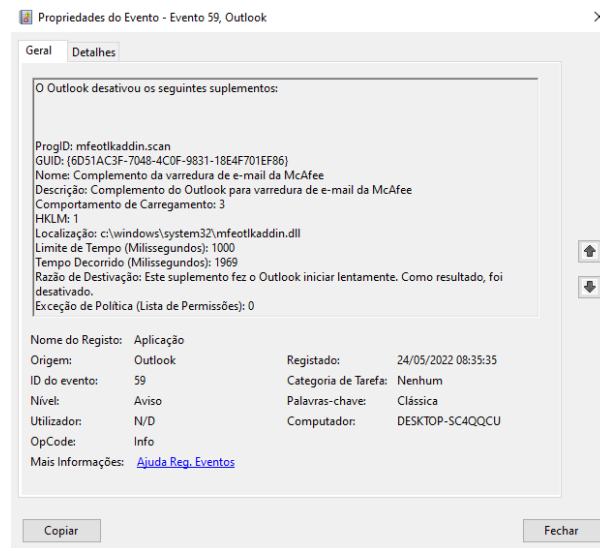 Propriedades do Evento - Evento 59, Outlook
Geral Detalhes
O Outlook desativou os seguintes suplementos:
ProgID: mfeotlkaddin.scan
GUID: {6D51AC3F-7048-4C0F-9831-18E4F701EF86}
Nome: Complemento da varredura de e-mail da McAfee
Descrição: Complemento do Outlook para varredura de e-mail da McAfee
Comportamento de Carregamento: 3
HKLM: 1
Localização: c:\windows\system32\mfeotlkaddin.dll
Limite de Tempo (Milissegundos): 1000
Tempo Decorrido (Milissegundos): 1969
Razão de Destivação: Este suplemento fez o Outlook iniciar lentamente. Como resultado, foi
desativado.
Exceção de Política (Lista de Permissões): 0
Nome do Registo: Aplicação
Origem: Outlook Registado: 24/05/2022 08:35:35
ID do evento: 59 Categoria de Tarefa: Nenhum
Nível: Aviso Palavras-chave: Clássica
Utilizador: N/D Computador: DESKTOP-SC4QQCU
OpCode: Info
Mais Informações: Ajuda Reg. Eventos
Copiar Fechar